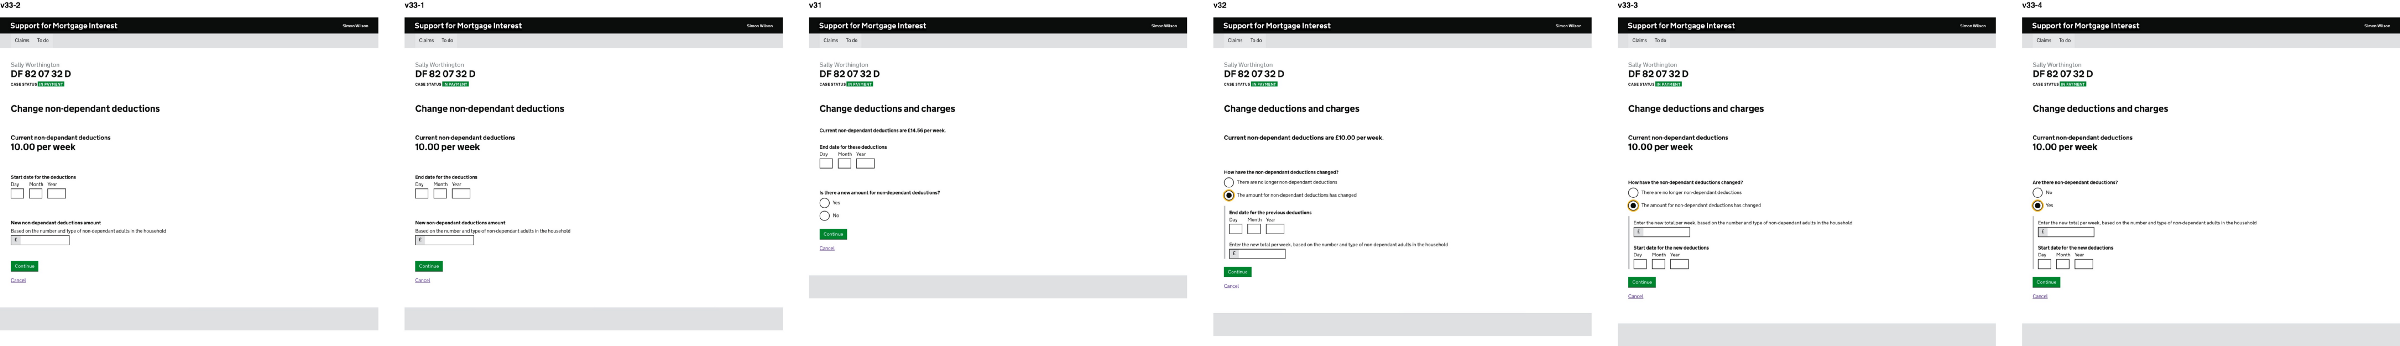 v33-2
Support for Mortgage Interest
Simon Wilson
Claims To do
Sally Worthington
DF 82 07 32 D
CASE STATUS IN PAYMENT
Change non-dependant deductions
Current non-dependant deductions
10.00 per week
Start date for the deductions
Day Month Year
New non-dependant deductions amount
Based on the number and type of non-dependant adults in the household
£
Continue
Cancel
v33-1
Support for Mortgage Interest
Simon Wilson
Claims To do
Sally Worthington
DF 82 07 32 D
CASE STATUS IN PAYMENT
Change non-dependant deductions
Current non-dependant deductions
10.00 per week
End date for the deductions
Day Month Year
New non-dependant deductions amount
Based on the number and type of non-dependant adults in the household
£
Continue
Cancel
v31
Support for Mortgage Interest
Simon Wilson
Claims To do
Sally Worthington
DF 82 07 32 D
CASE STATUS IN PAYMENT
Change deductions and charges
Current non-dependant deductions are £14.56 per week.
End date for these deductions
Day Month Year
Is there a new amount for non-dependant deductions?
Yes
No
Continue
Cancel
v32
Support for Mortgage Interest
Simon Wilson
Claims To do
Sally Worthington
DF 82 07 32 D
CASE STATUS IN PAYMENT
Change deductions and charges
Current non-dependant deductions are £10.00 per week.
How have the non-dependant deductions changed?
There are no longer non-dependant deductions
The amount for non-dependant deductions has changed
End date for the previous deductions
Day Month Year
Enter the new total per week, based on the number and type of non-dependant adults in the household
£
Continue
Cancel
v33-3
Support for Mortgage Interest
Simon Wilson
Claims To do
Sally Worthington
DF 82 07 32 D
CASE STATUS IN PAYMENT
Change deductions and charges
Current non-dependant deductions
10.00 per week
How have the non-dependant deductions changed?
There are no longer non-dependant deductions
The amount for non-dependant deductions has changed
Enter the new total per week, based on the number and type of non-dependant adults in the household
£
Start date for the new deductions
Day Month Year
Continue
Cancel
v33-4
Support for Mortgage Interest
Simon Wilson
Claims To do
Sally Worthington
DF 82 07 32 D
CASE STATUS IN PAYMENT
Change deductions and charges
Current non-dependant deductions
10.00 per week
Are there non-dependant deductions?
No
Yes
Enter the new total per week, based on the number and type of non-dependant adults in the household
£
Start date for the new deductions
Day Month Year
Continue
Cancel